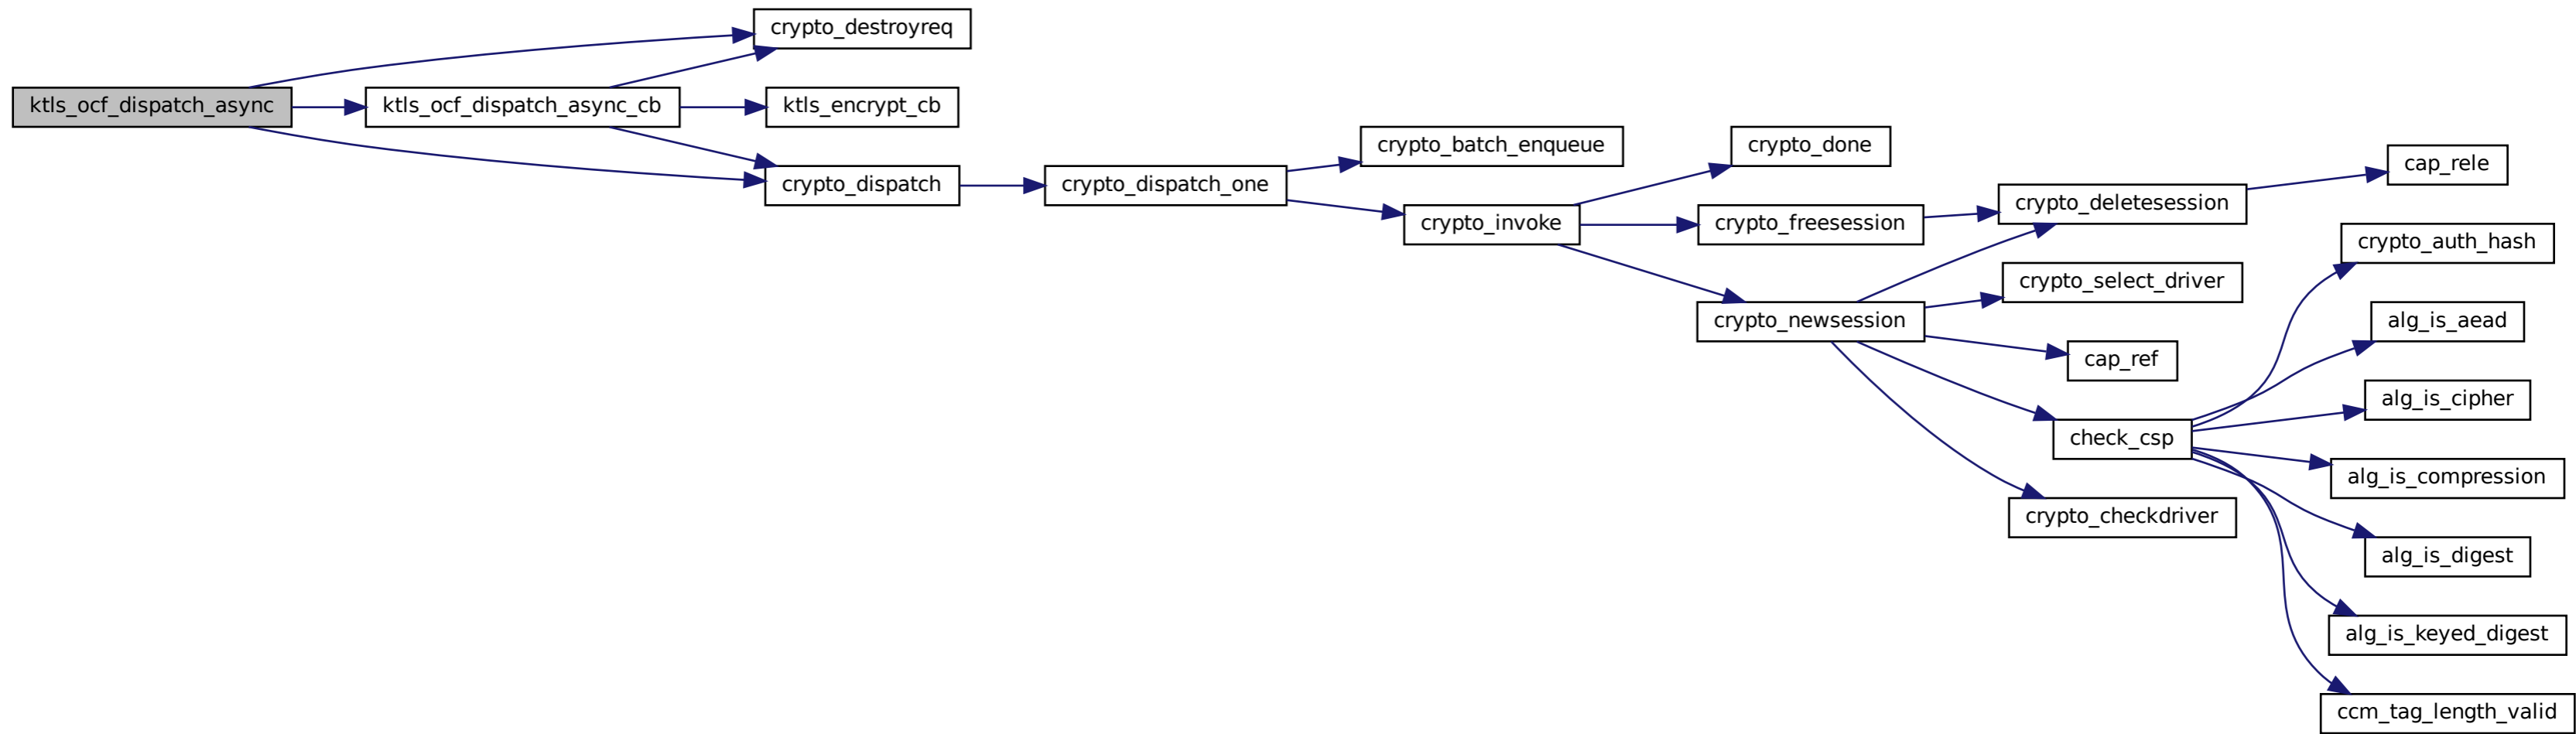 ktls_ocf_dispatch_async
crypto_destroyreq
ktls_ocf_dispatch_async_cb
ktls_encrypt_cb
crypto_dispatch
crypto_dispatch_one
crypto_batch_enqueue
crypto_invoke
crypto_done
crypto_freesession
crypto_newsession
crypto_deletesession
cap_rele
crypto_select_driver
cap_ref
check_csp
crypto_checkdriver
crypto_auth_hash
alg_is_aead
alg_is_cipher
alg_is_compression
alg_is_digest
alg_is_keyed_digest
ccm_tag_length_valid